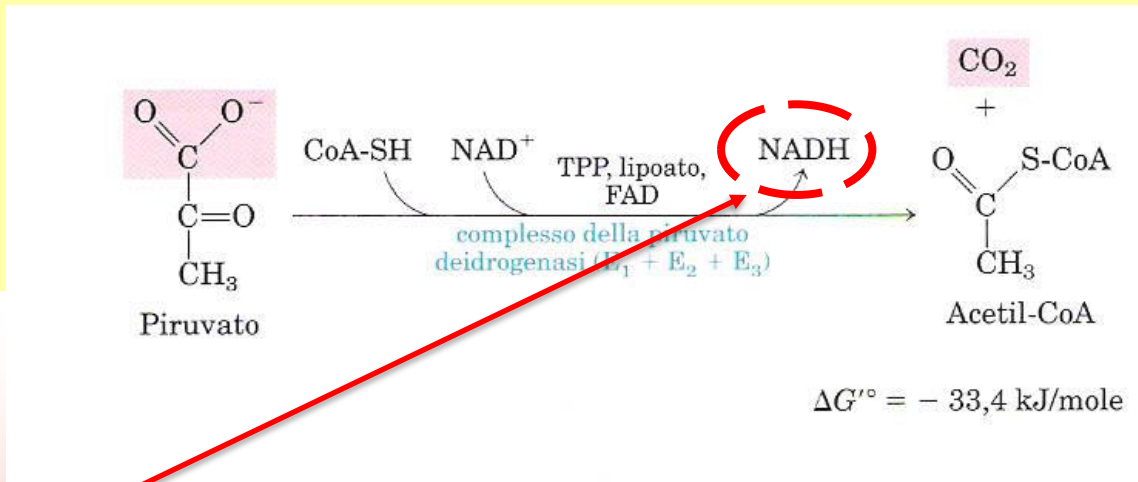 CO₂
+
O O⁻
C
C=O
CH₃
Piruvato
CoA-SH NAD⁺ NADH
TPP, lipoato,
FAD
complesso della piruvato
deidrogenasi (E₁ + E₂ + E₃)
O S-CoA
C
CH₃
Acetil-CoA
ΔG′° = − 33,4 kJ/mole